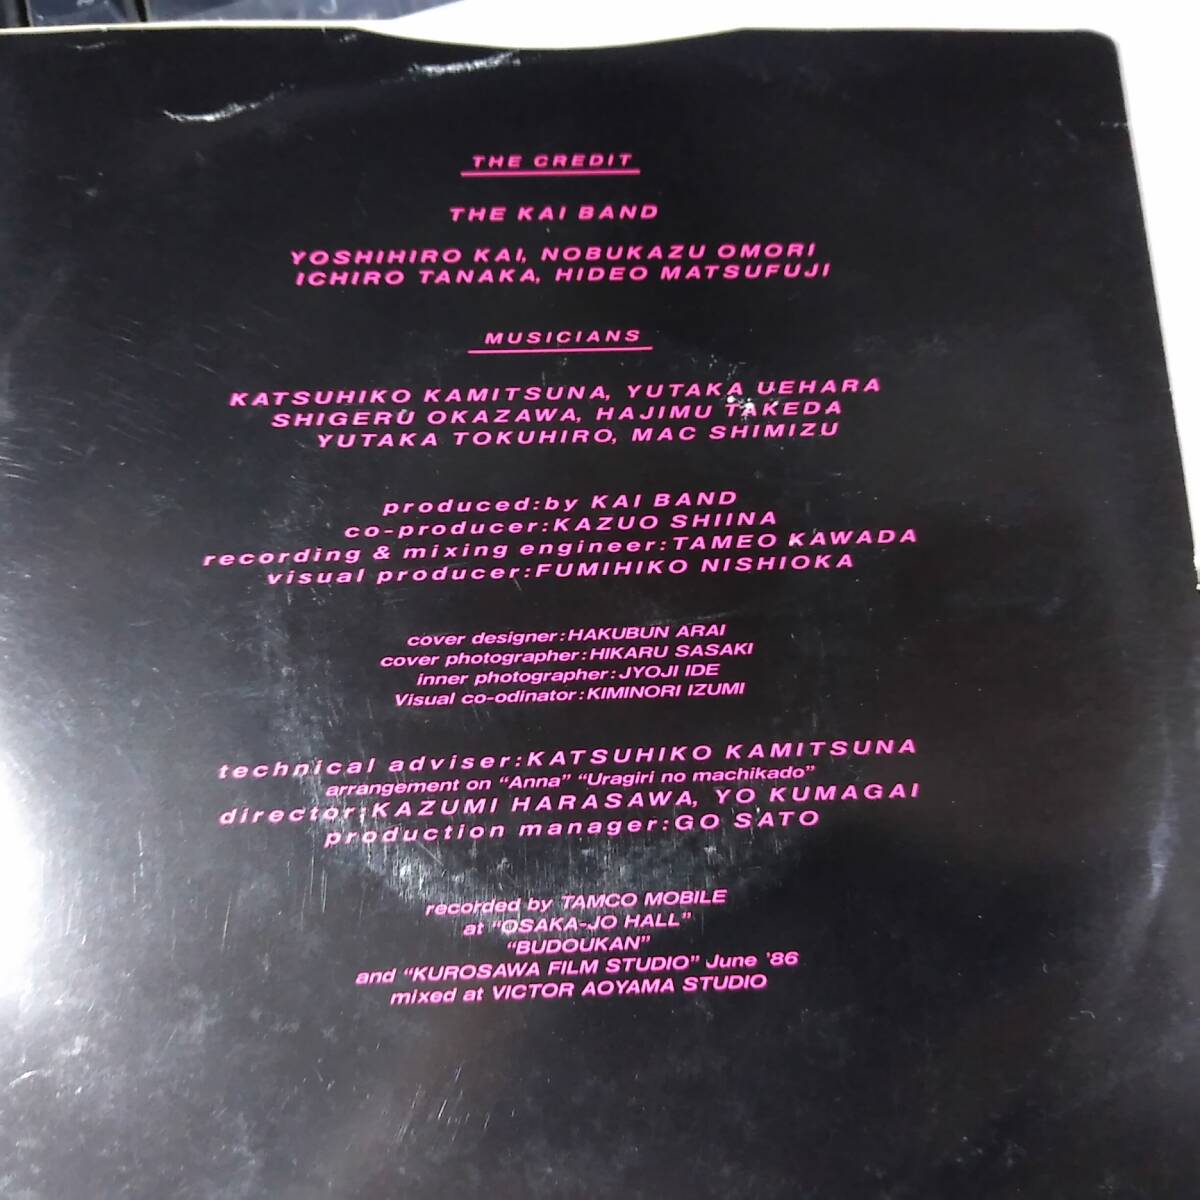 THE CREDIT
THE KAI BAND
YOSHIHIRO KAI, NOBUKAZU OMORI
ICHIRO TANAKA, HIDEO MATSUFUJI
MUSICIANS
KATSUHIKO KAMITSUNA, YUTAKA UEHARA
SHIGERU OKAZAWA, HAJIMU TAKEDA
YUTAKA TOKUHIRO, MAC SHIMIZU
produced:by KAI BAND
co-producer:KAZUO SHIINA
recording & mixing engineer:TAMEO KAWADA
visual producer:FUMIHIKO NISHIOKA
cover designer:HAKUBUN ARAI
cover photographer:HIKARU SASAKI
inner photographer:JYOJI IDE
Visual co-odinator:KIMINORI IZUMI
technical adviser:KATSUHIKO KAMITSUNA
arrangement on “Anna” “Uragiri no machikado”
director:KAZUMI HARASAWA, YO KUMAGAI
production manager:GO SATO
recorded by TAMCO MOBILE
at “OSAKA-JO HALL”
“BUDOUKAN”
and “KUROSAWA FILM STUDIO” June '86
mixed at VICTOR AOYAMA STUDIO